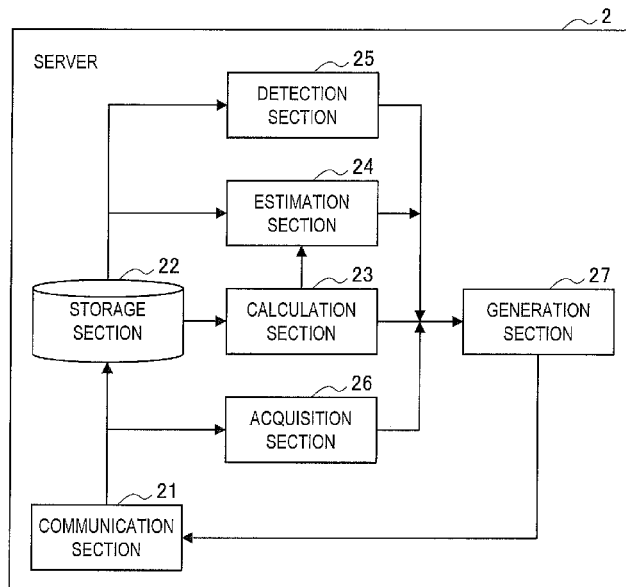 2
SERVER
25
DETECTION
SECTION
24
ESTIMATION
SECTION
22
STORAGE
SECTION
23
CALCULATION
SECTION
27
GENERATION
SECTION
26
ACQUISITION
SECTION
21
COMMUNICATION
SECTION